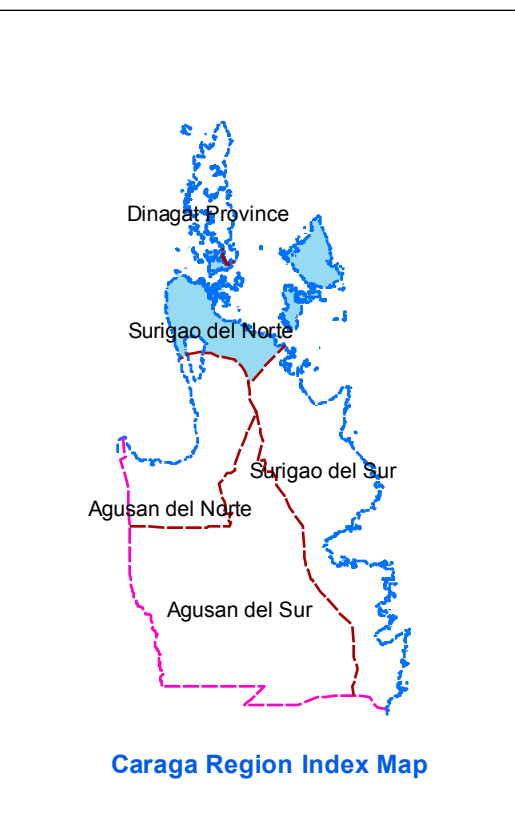 Dinagat Province
Surigao del Norte
Surigao del Sur
Agusan del Norte
Agusan del Sur
Caraga Region Index Map